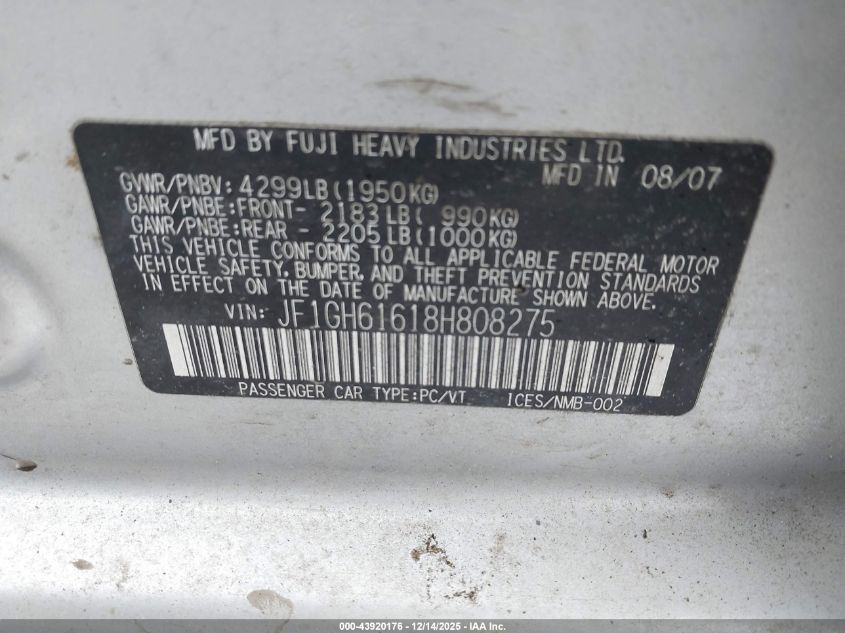 MFD BY FUJI HEAVY INDUSTRIES LTD.
MFD IN 08/07
GVWR/PNBV: 4299LB(1950KG)
GAWR/PNBE:FRONT- 2183LB( 990KG)
GAWR/PNBE:REAR - 2205LB(1000KG)
THIS VEHICLE CONFORMS TO ALL APPLICABLE FEDERAL MOTOR
VEHICLE SAFETY, BUMPER, AND THEFT PREVENTION STANDARDS
IN EFFECT ON THE DATE OF MANUFACTURE SHOWN ABOVE.
VIN: JF1GH61618H808275
PASSENGER CAR TYPE:PC/VT ICES/NMB-002
000-43920176 - 12/14/2025 - IAA Inc.